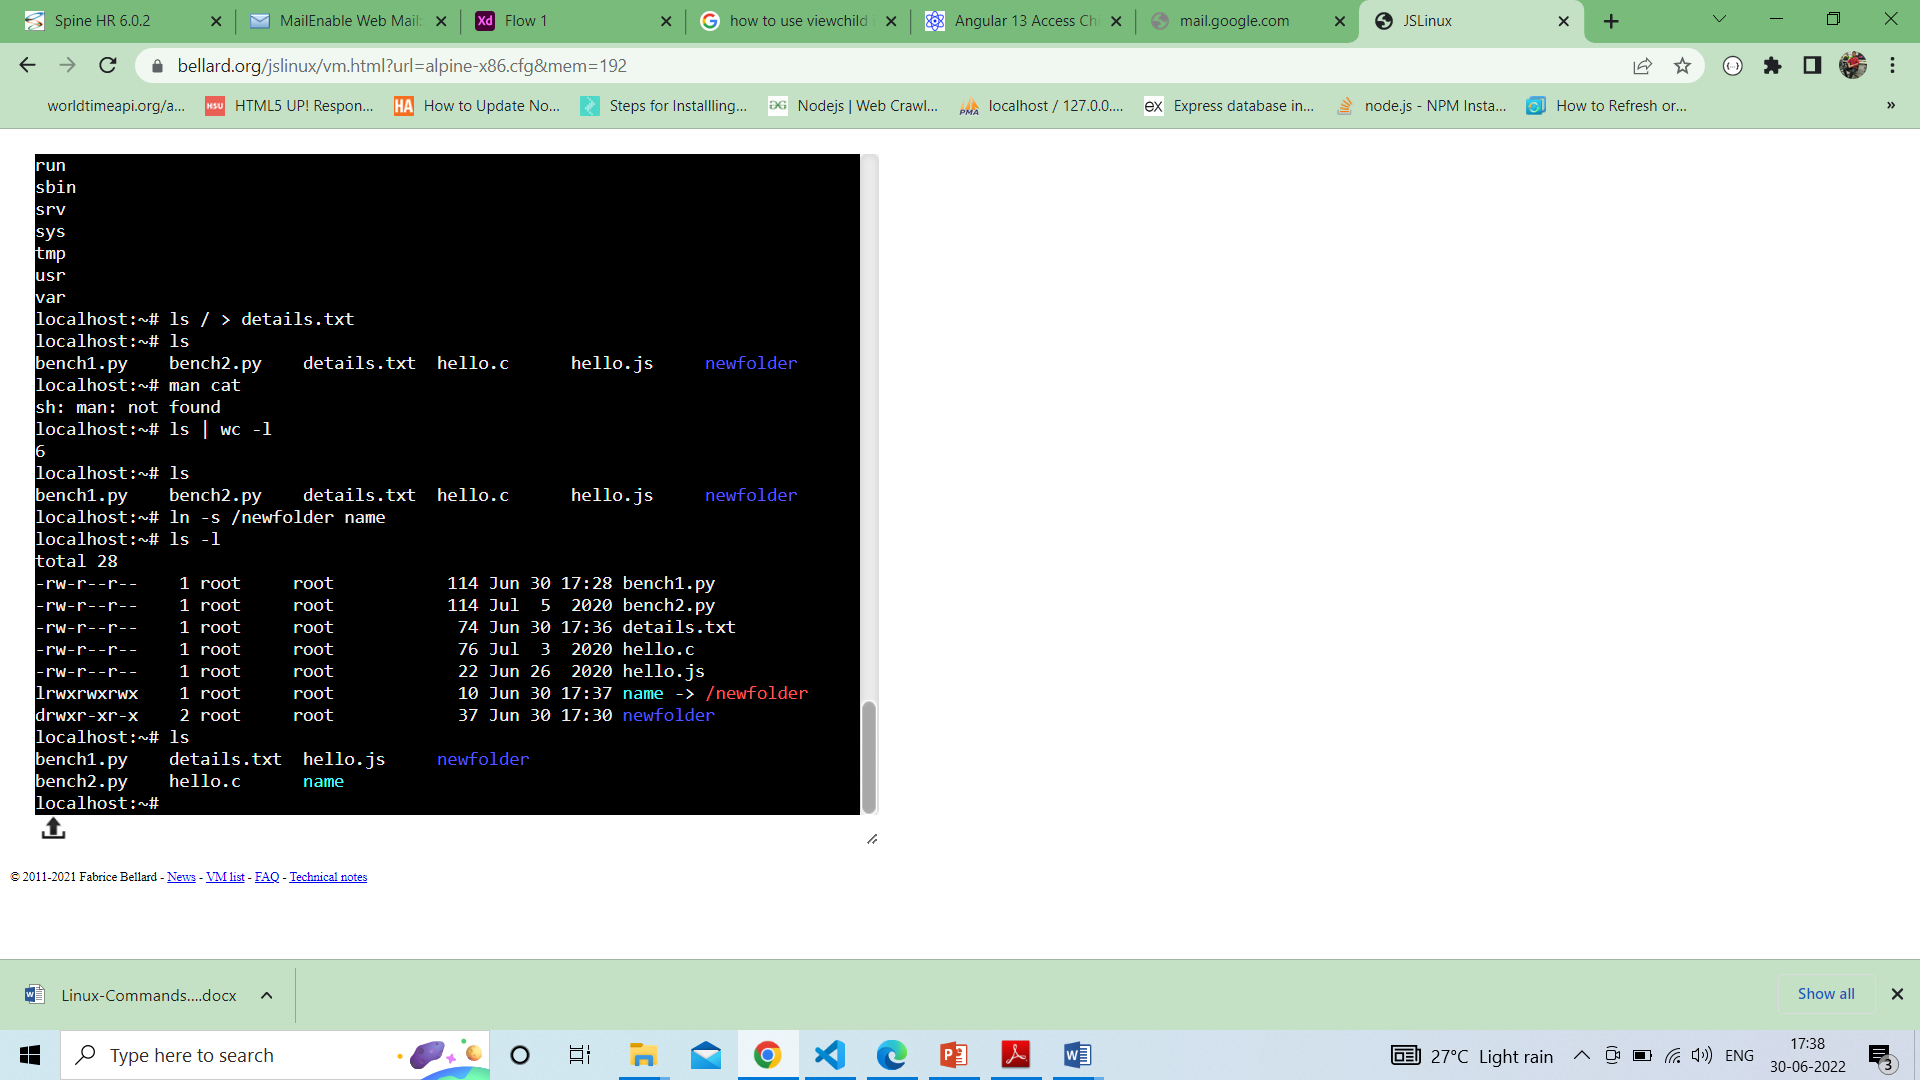 Spine HR 6.0.2
MailEnable Web Mail:
Flow 1
how to use viewchild
Angular 13 Access Ch
mail.google.com
JSLinux
bellard.org/jslinux/vm.html?url=alpine-x86.cfg&mem=192
worldtimeapi.org/a...
HSU HTML5 UP! Respon...
HA How to Update No...
Steps for Installling...
Nodejs | Web Crawl...
localhost / 127.0.0....
ex Express database in...
node.js - NPM Insta...
How to Refresh or...
»
run
sbin
srv
sys
tmp
usr
var
localhost:~# ls / > details.txt
localhost:~# ls
bench1.py    bench2.py    details.txt  hello.c      hello.js     newfolder
localhost:~# man cat
sh: man: not found
localhost:~# ls | wc -l
6
localhost:~# ls
bench1.py    bench2.py    details.txt  hello.c      hello.js     newfolder
localhost:~# ln -s /newfolder name
localhost:~# ls -l
total 28
-rw-r--r--    1 root     root           114 Jun 30 17:28 bench1.py
-rw-r--r--    1 root     root           114 Jul  5  2020 bench2.py
-rw-r--r--    1 root     root            74 Jun 30 17:36 details.txt
-rw-r--r--    1 root     root            76 Jul  3  2020 hello.c
-rw-r--r--    1 root     root            22 Jun 26  2020 hello.js
lrwxrwxrwx    1 root     root            10 Jun 30 17:37 name -> /newfolder
drwxr-xr-x    2 root     root            37 Jun 30 17:30 newfolder
localhost:~# ls
bench1.py    details.txt  hello.js     newfolder
bench2.py    hello.c      name
localhost:~#
© 2011-2021 Fabrice Bellard - News - VM list - FAQ - Technical notes
Linux-Commands....docx
Show all
Type here to search
27°C Light rain
ENG
17:38
30-06-2022
3